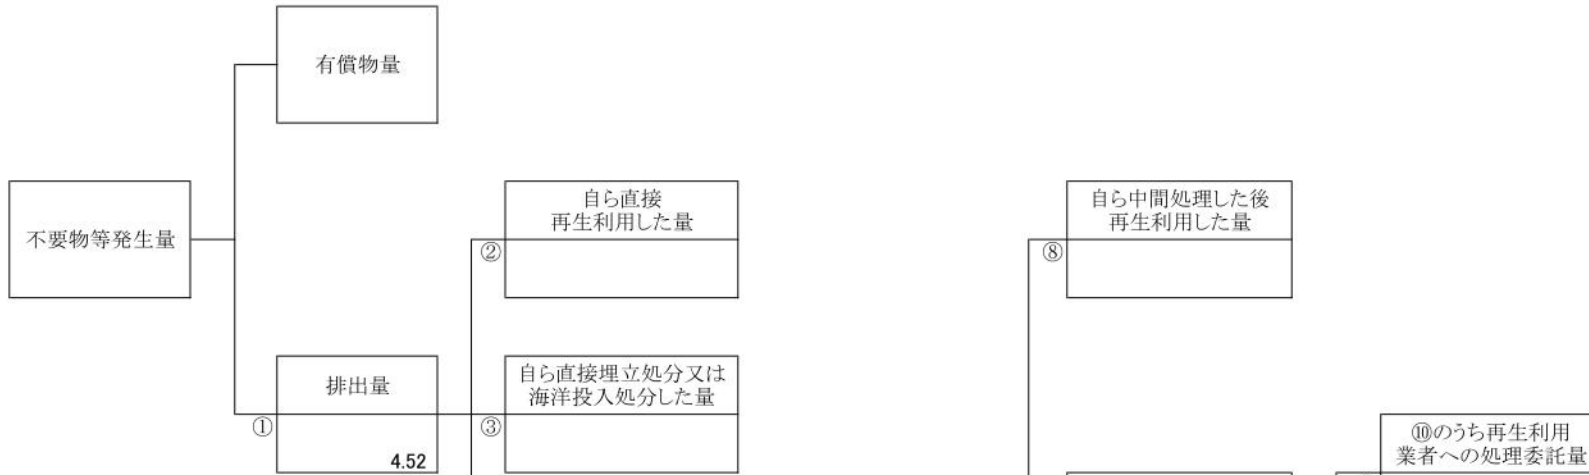 有償物量
不要物等発生量
自ら直接
再生利用した量
②
自ら中間処理した後
再生利用した量
⑧
排出量
①
4.52
自ら直接埋立処分又は
海洋投入処分した量
③
⑩のうち再生利用
業者への処理委託量